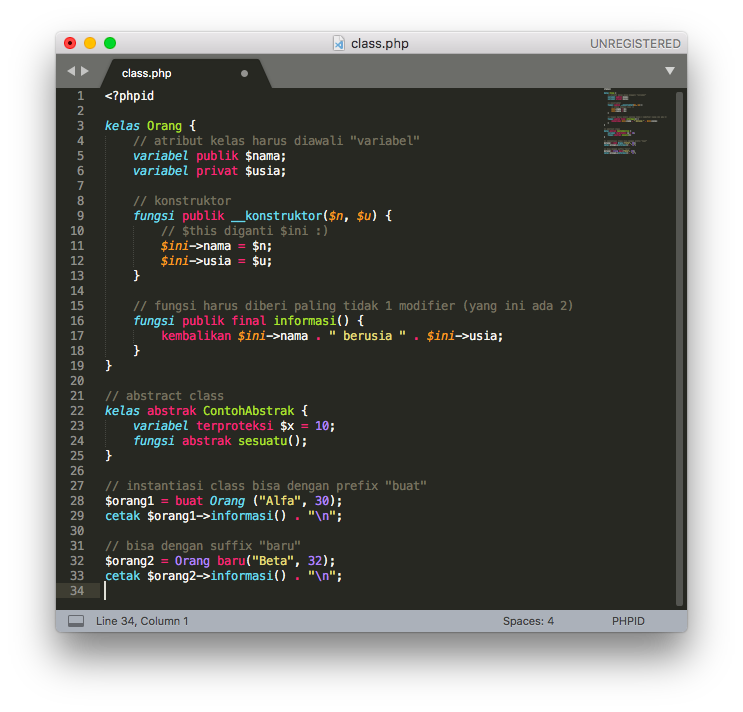 class.php
UNREGISTERED
class.php
1 <?phpid
2
3 kelas Orang {
4 // atribut kelas harus diawali "variabel"
5 variabel publik $nama;
6 variabel privat $usia;
7
8 // konstruktor
9 fungsi publik __konstruktor($n, $u) {
10 // $this diganti $ini :)
11 $ini->nama = $n;
12 $ini->usia = $u;
13 }
14
15 // fungsi harus diberi paling tidak 1 modifier (yang ini ada 2)
16 fungsi publik final informasi() {
17 kembalikan $ini->nama . " berusia " . $ini->usia;
18 }
19 }
20
21 // abstract class
22 kelas abstrak ContohAbstrak {
23 variabel terproteksi $x = 10;
24 fungsi abstrak sesuatu();
25 }
26
27 // instantiasi class bisa dengan prefix "buat"
28 $orang1 = buat Orang ("Alfa", 30);
29 cetak $orang1->informasi() . "\n";
30
31 // bisa dengan suffix "baru"
32 $orang2 = Orang baru("Beta", 32);
33 cetak $orang2->informasi() . "\n";
34
Line 34, Column 1
Spaces: 4
PHPID